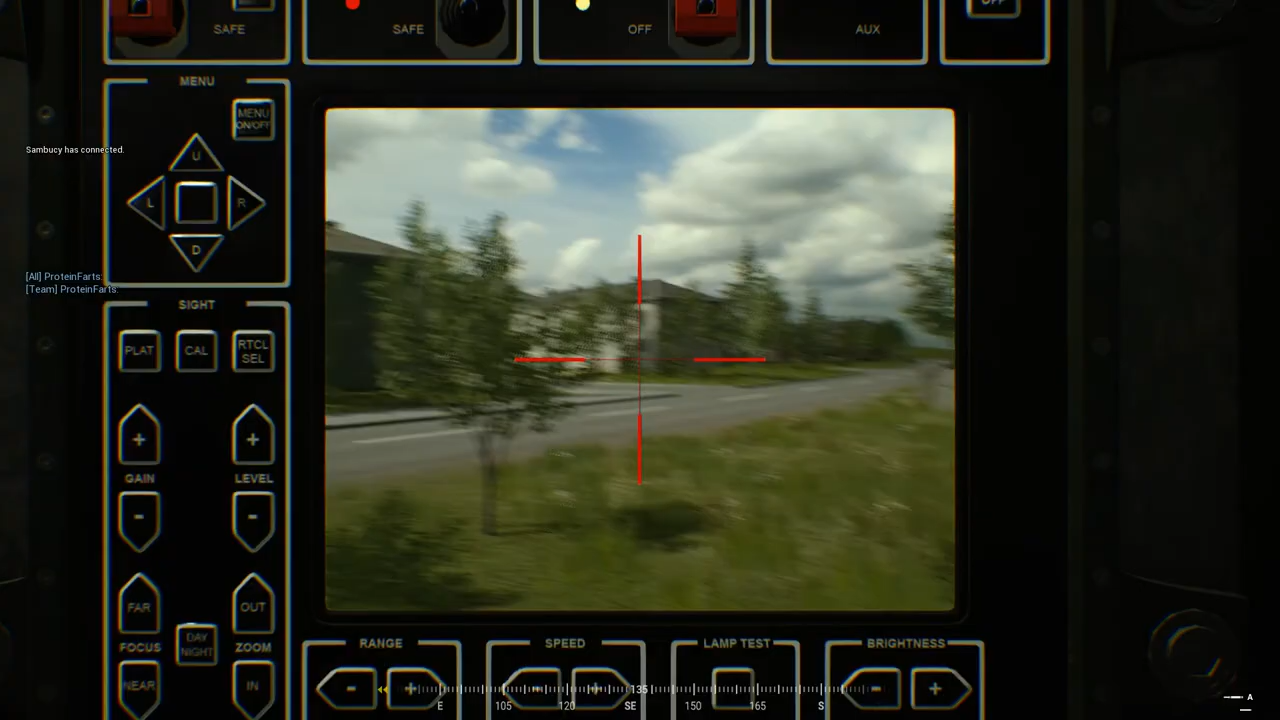 SAFE
SAFE
OFF
AUX
OFF
MENU
MENU
ON/OFF
U
L
R
D
Sambucy has connected.
[All] ProteinFarts:
[Team] ProteinFarts:
SIGHT
PLAT
CAL
RTCL
SEL
+
+
GAIN
LEVEL
-
-
FAR
OUT
FOCUS
DAY
NIGHT
ZOOM
NEAR
IN
RANGE
SPEED
LAMP TEST
BRIGHTNESS
- +
- +
- +
135
E 105 120 SE 150 165 S
A